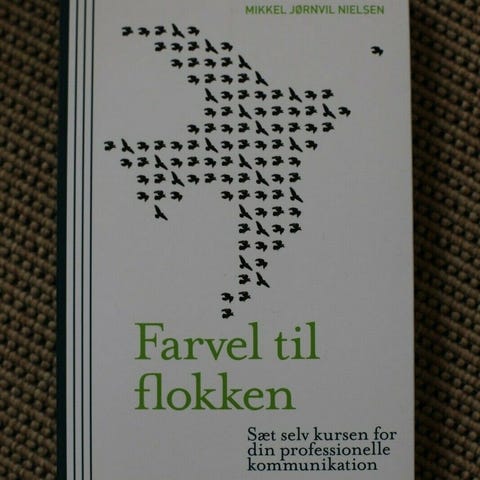 MIKKEL JØRNVIL NIELSEN
Farvel til
flokken
Sæt selv kursen for
din professionelle
kommunikation